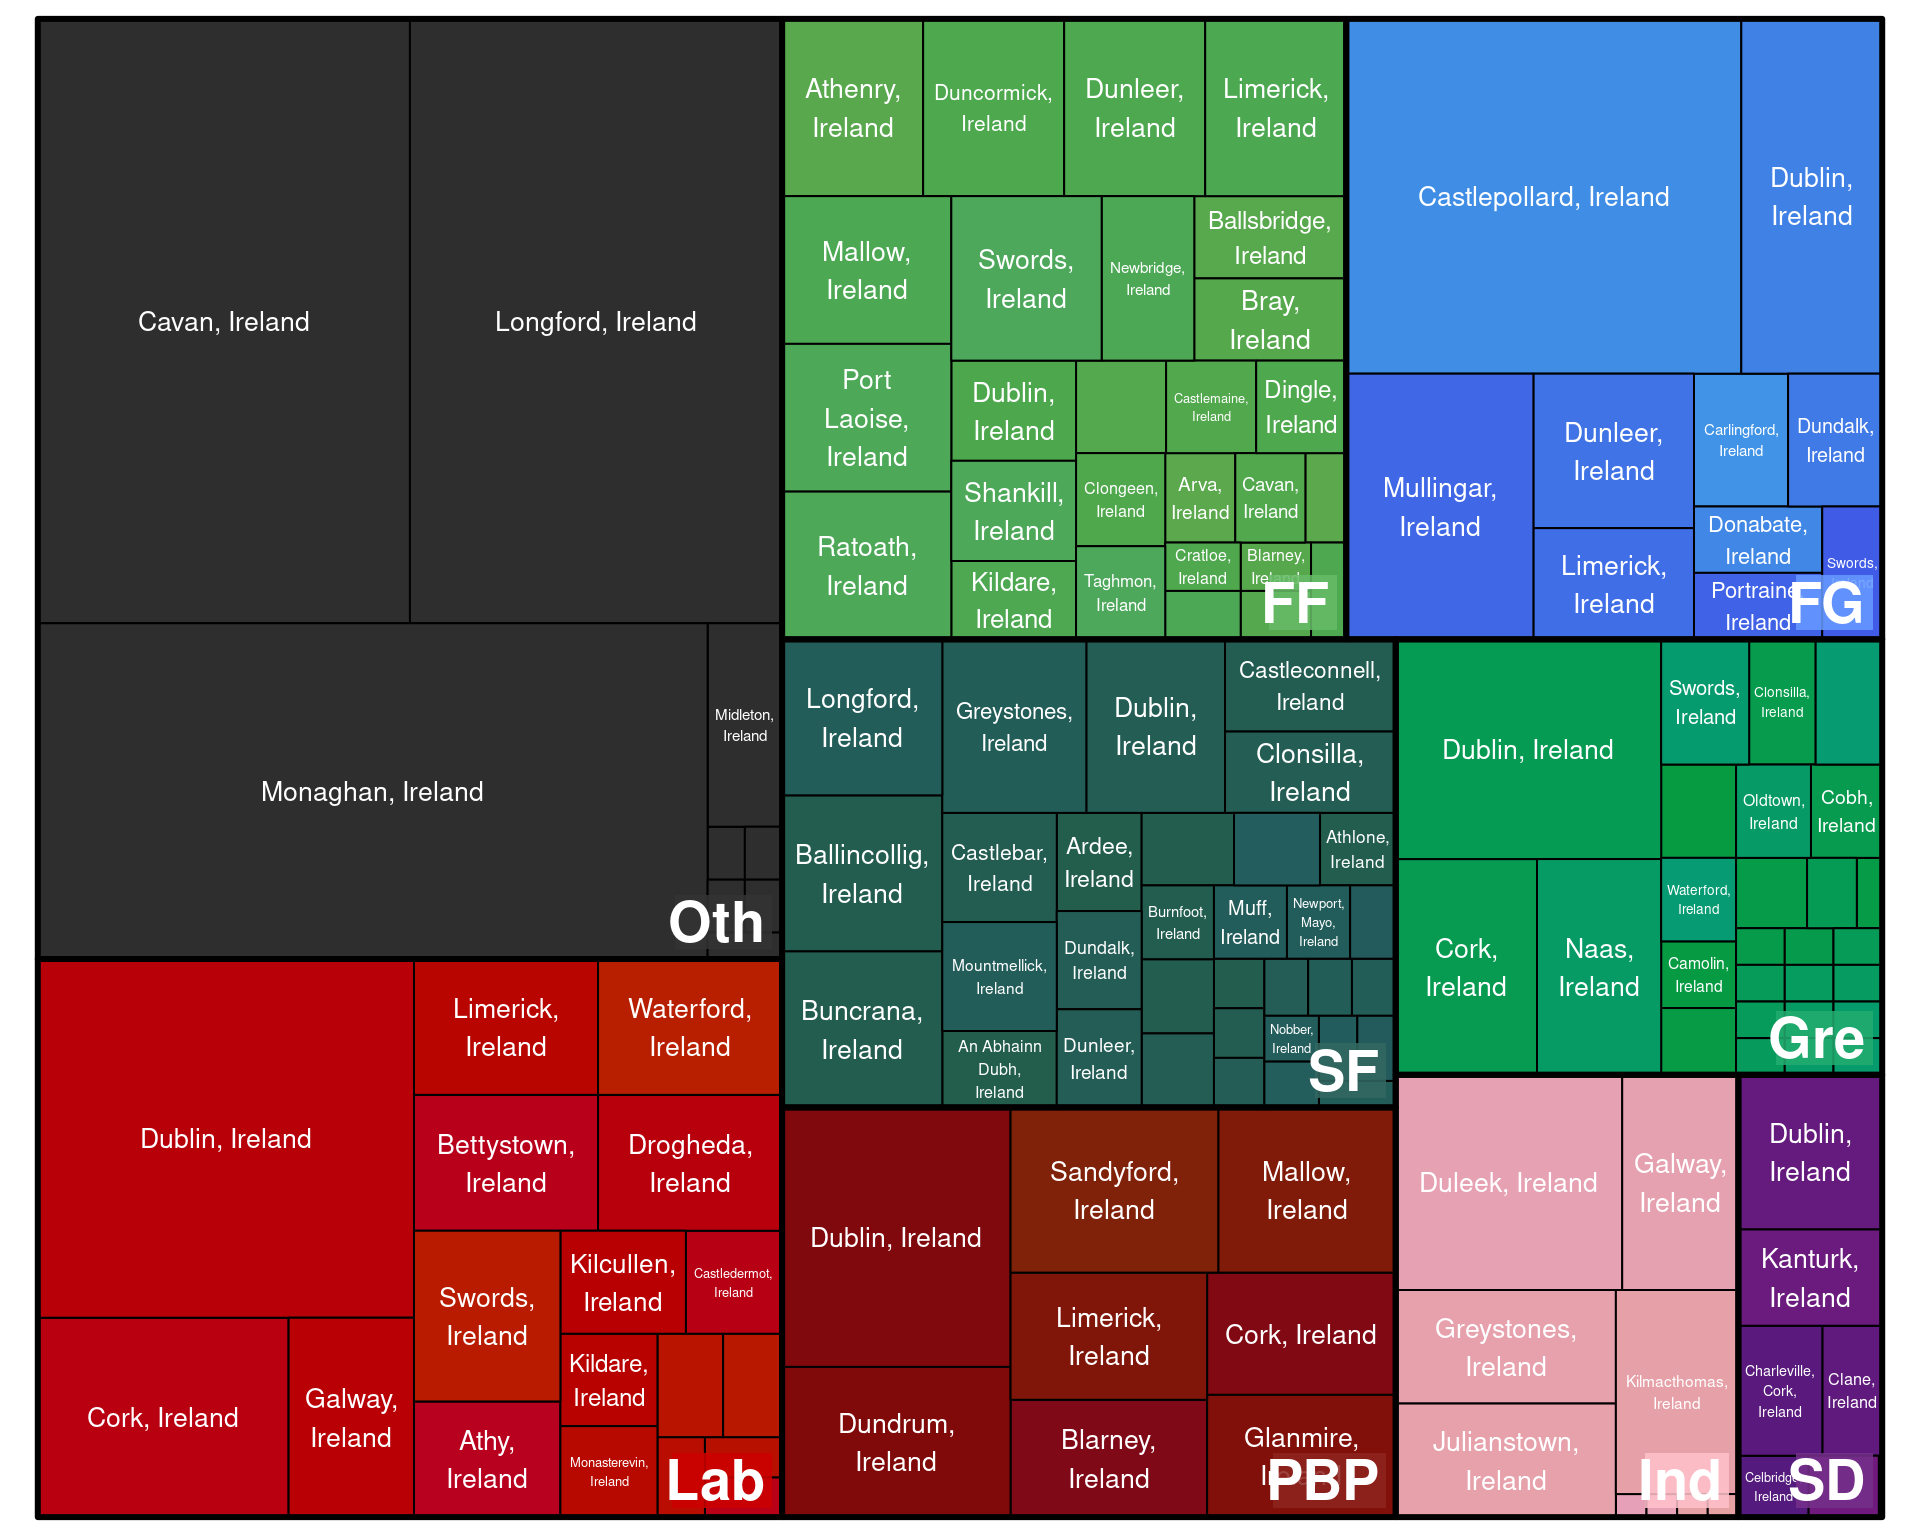 Cavan, Ireland
Longford, Ireland
Monaghan, Ireland
Midleton,
Ireland
Oth
Athenry,
Ireland
Duncormick,
Ireland
Dunleer,
Ireland
Limerick,
Ireland
Mallow,
Ireland
Swords,
Ireland
Newbridge,
Ireland
Ballsbridge,
Ireland
Bray,
Ireland
Port
Laoise,
Ireland
Dublin,
Ireland
Castlemaine,
Ireland
Dingle,
Ireland
Ratoath,
Ireland
Shankill,
Ireland
Clongeen,
Ireland
Arva,
Ireland
Cavan,
Ireland
Kildare,
Ireland
Taghmon,
Ireland
Cratloe,
Ireland
Blarney,
Ireland
FF
Castlepollard, Ireland
Dublin,
Ireland
Mullingar,
Ireland
Dunleer,
Ireland
Limerick,
Ireland
Carlingford,
Ireland
Dundalk,
Ireland
Donabate,
Ireland
Swords,
Ireland
Portrane,
Ireland
FG
Longford,
Ireland
Greystones,
Ireland
Dublin,
Ireland
Castleconnell,
Ireland
Clonsilla,
Ireland
Ballincollig,
Ireland
Castlebar,
Ireland
Ardee,
Ireland
Athlone,
Ireland
Burnfoot,
Ireland
Muff,
Ireland
Newport,
Mayo,
Ireland
Buncrana,
Ireland
Mountmellick,
Ireland
Dundalk,
Ireland
An Abhainn
Dubh,
Ireland
Dunleer,
Ireland
Nobber,
Ireland
SF
Dublin, Ireland
Swords,
Ireland
Clonsilla,
Ireland
Oldtown,
Ireland
Cobh,
Ireland
Cork,
Ireland
Naas,
Ireland
Waterford,
Ireland
Camolin,
Ireland
Gre
Dublin, Ireland
Limerick,
Ireland
Waterford,
Ireland
Bettystown,
Ireland
Drogheda,
Ireland
Cork, Ireland
Galway,
Ireland
Swords,
Ireland
Kilcullen,
Ireland
Castledermot,
Ireland
Kildare,
Ireland
Athy,
Ireland
Monasterevin,
Ireland
Lab
Dublin, Ireland
Sandyford,
Ireland
Mallow,
Ireland
Limerick,
Ireland
Cork, Ireland
Dundrum,
Ireland
Blarney,
Ireland
Glanmire,
Ireland
PBP
Duleek, Ireland
Galway,
Ireland
Greystones,
Ireland
Kilmacthomas,
Ireland
Julianstown,
Ireland
Ind
Dublin,
Ireland
Kanturk,
Ireland
Charleville,
Cork,
Ireland
Clane,
Ireland
Celbridge,
Ireland
SD